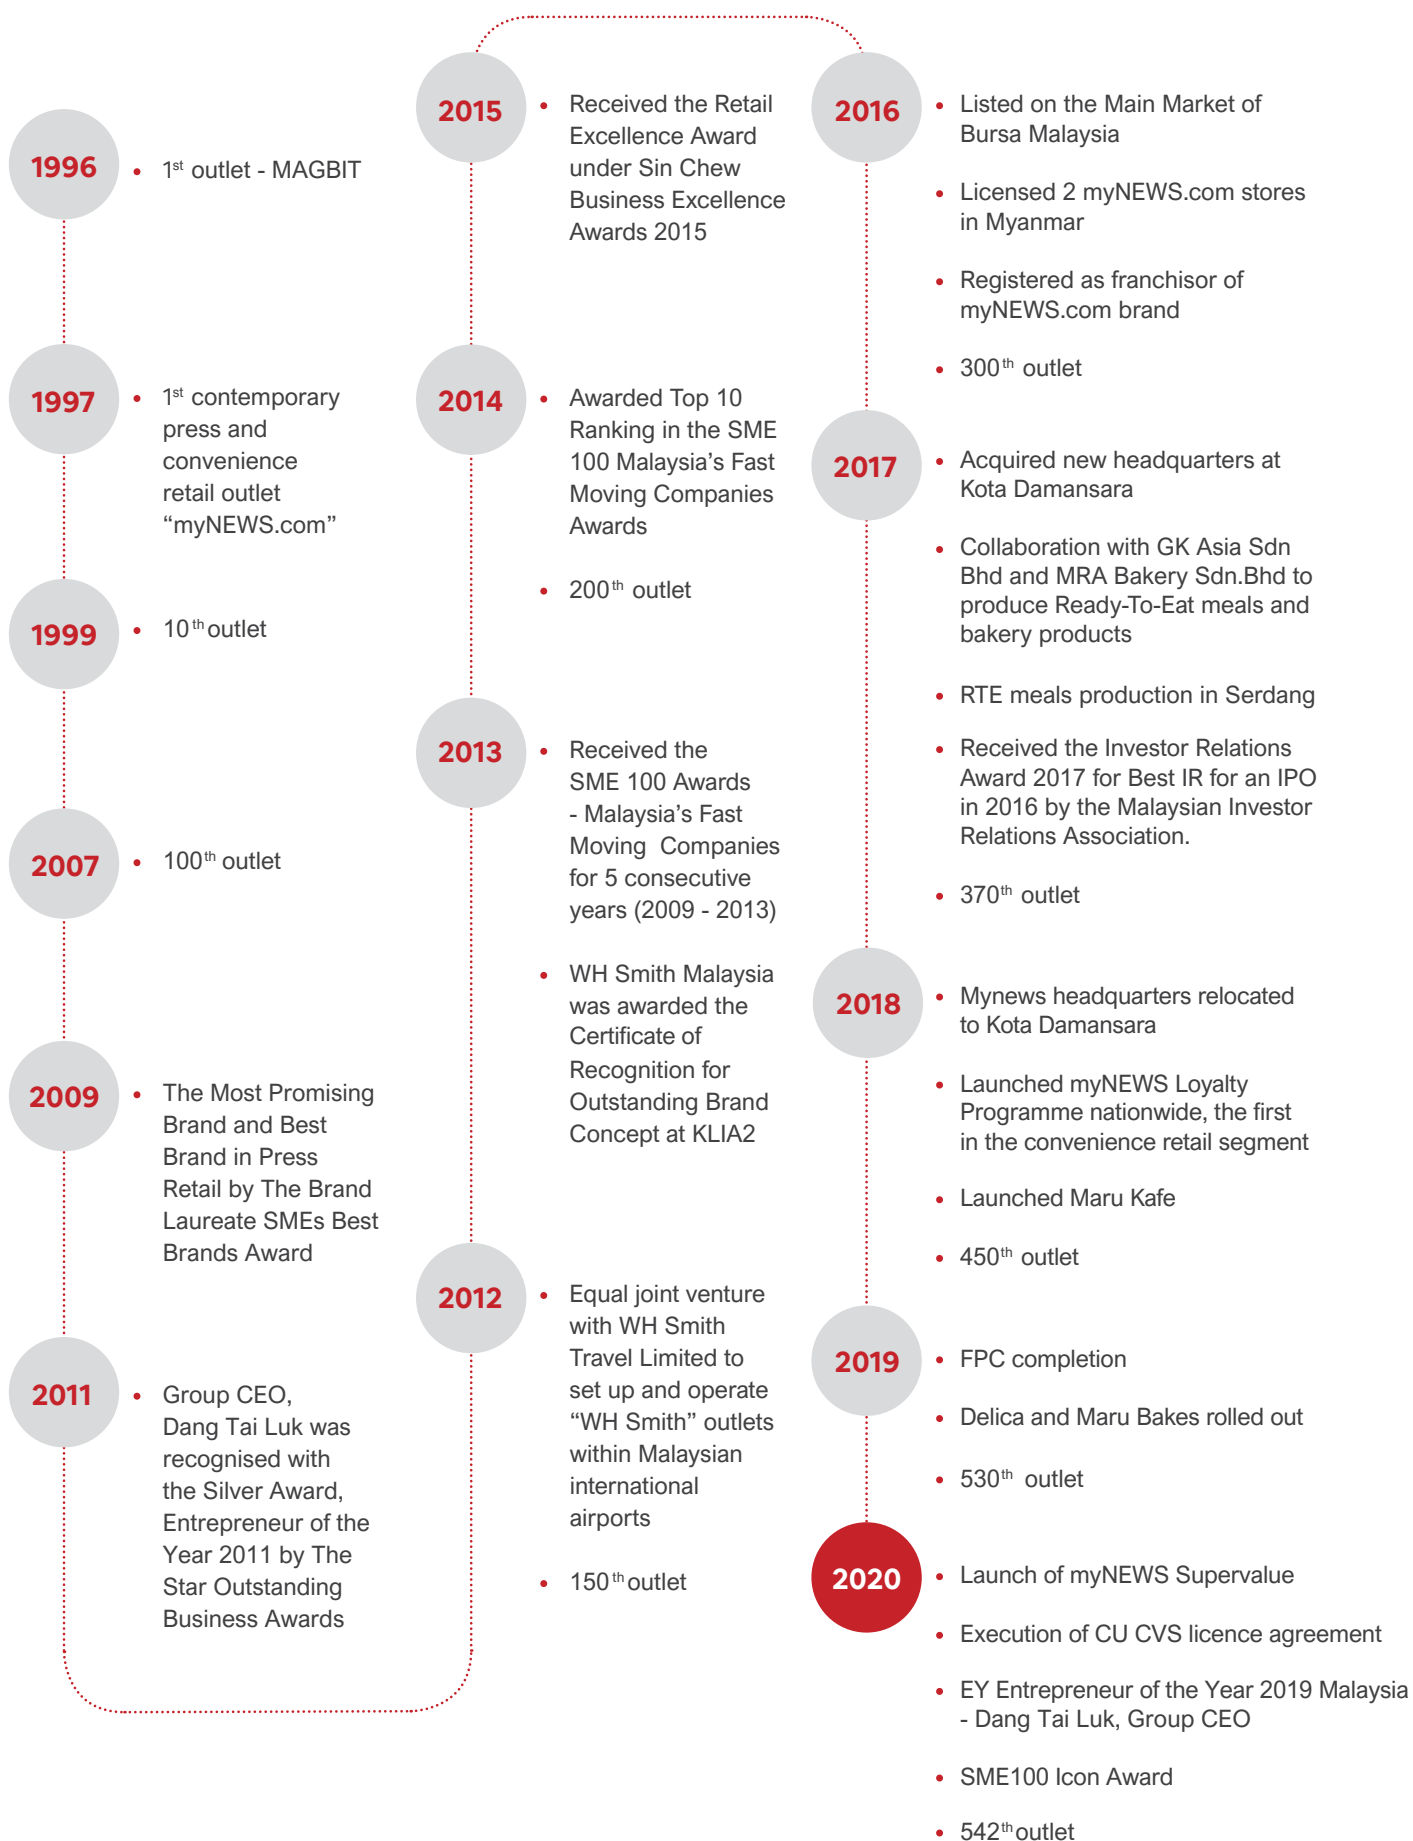 1996
• 1st outlet - MAGBIT
1997
• 1st contemporary
press and
convenience
retail outlet
“myNEWS.com”
1999
• 10th outlet
2007
• 100th outlet
2009
• The Most Promising
Brand and Best
Brand in Press
Retail by The Brand
Laureate SMEs Best
Brands Award
2011
• Group CEO,
Dang Tai Luk was
recognised with
the Silver Award,
Entrepreneur of the
Year 2011 by The
Star Outstanding
Business Awards
2012
• Equal joint venture
with WH Smith
Travel Limited to
set up and operate
“WH Smith” outlets
within Malaysian
international
airports
• 150th outlet
2013
• Received the
SME 100 Awards
- Malaysia’s Fast
Moving Companies
for 5 consecutive
years (2009 - 2013)
• WH Smith Malaysia
was awarded the
Certificate of
Recognition for
Outstanding Brand
Concept at KLIA2
2014
• Awarded Top 10
Ranking in the SME
100 Malaysia’s Fast
Moving Companies
Awards
• 200th outlet
2015
• Received the Retail
Excellence Award
under Sin Chew
Business Excellence
Awards 2015
2016
• Listed on the Main Market of
Bursa Malaysia
• Licensed 2 myNEWS.com stores
in Myanmar
• Registered as franchisor of
myNEWS.com brand
• 300th outlet
2017
• Acquired new headquarters at
Kota Damansara
• Collaboration with GK Asia Sdn
Bhd and MRA Bakery Sdn.Bhd to
produce Ready-To-Eat meals and
bakery products
• RTE meals production in Serdang
• Received the Investor Relations
Award 2017 for Best IR for an IPO
in 2016 by the Malaysian Investor
Relations Association.
• 370th outlet
2018
• Mynews headquarters relocated
to Kota Damansara
• Launched myNEWS Loyalty
Programme nationwide, the first
in the convenience retail segment
• Launched Maru Kafe
• 450th outlet
2019
• FPC completion
• Delica and Maru Bakes rolled out
• 530th outlet
2020
• Launch of myNEWS Supervalue
• Execution of CU CVS licence agreement
• EY Entrepreneur of the Year 2019 Malaysia
- Dang Tai Luk, Group CEO
• SME100 Icon Award
• 542th outlet